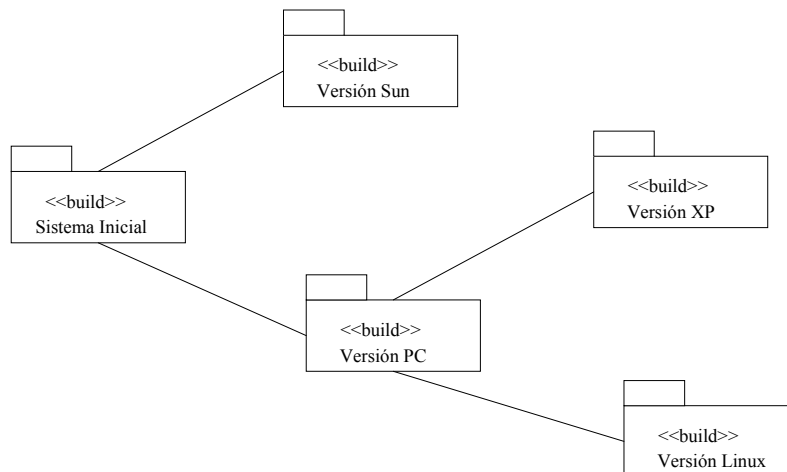 <<build>>
Versión Sun
<<build>>
Sistema Inicial
<<build>>
Versión XP
<<build>>
Versión PC
<<build>>
Versión Linux